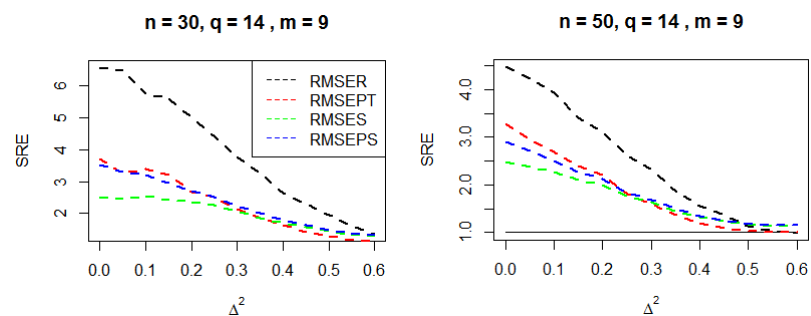 n = 30, q = 14 , m = 9
SRE
6
5
4
3
2
RMSER
RMSEPT
RMSES
RMSEPS
0.0 0.1 0.2 0.3 0.4 0.5 0.6
Δ²
n = 50, q = 14 , m = 9
SRE
4.0
3.0
2.0
1.0
0.0 0.1 0.2 0.3 0.4 0.5 0.6
Δ²